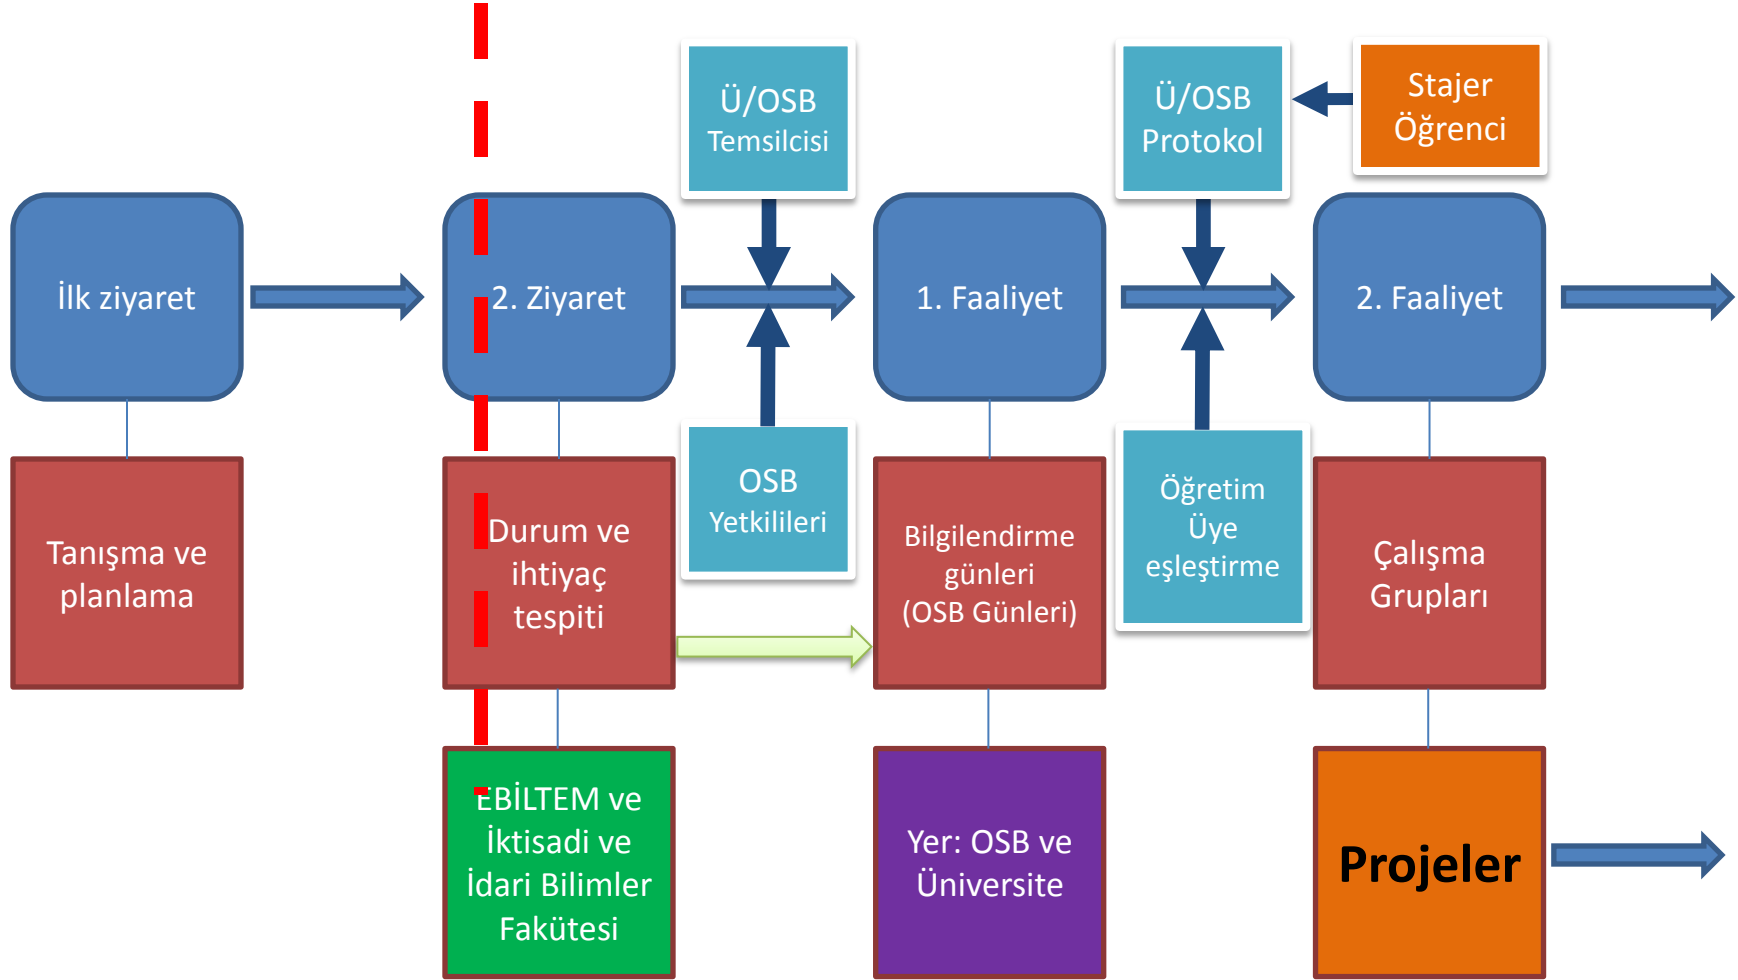 Ü/OSB
Temsilcisi
Ü/OSB
Protokol
Stajer
Öğrenci
İlk ziyaret
2. Ziyaret
1. Faaliyet
2. Faaliyet
OSB
Yetkilileri
Öğretim
Üye
eşleştirme
Tanışma ve
planlama
Durum ve
ihtiyaç
tespiti
Bilgilendirme
günleri
(OSB Günleri)
Çalışma
Grupları
EBİLTEM ve
İktisadi ve
İdari Bilimler
Fakütesi
Yer: OSB ve
Üniversite
Projeler